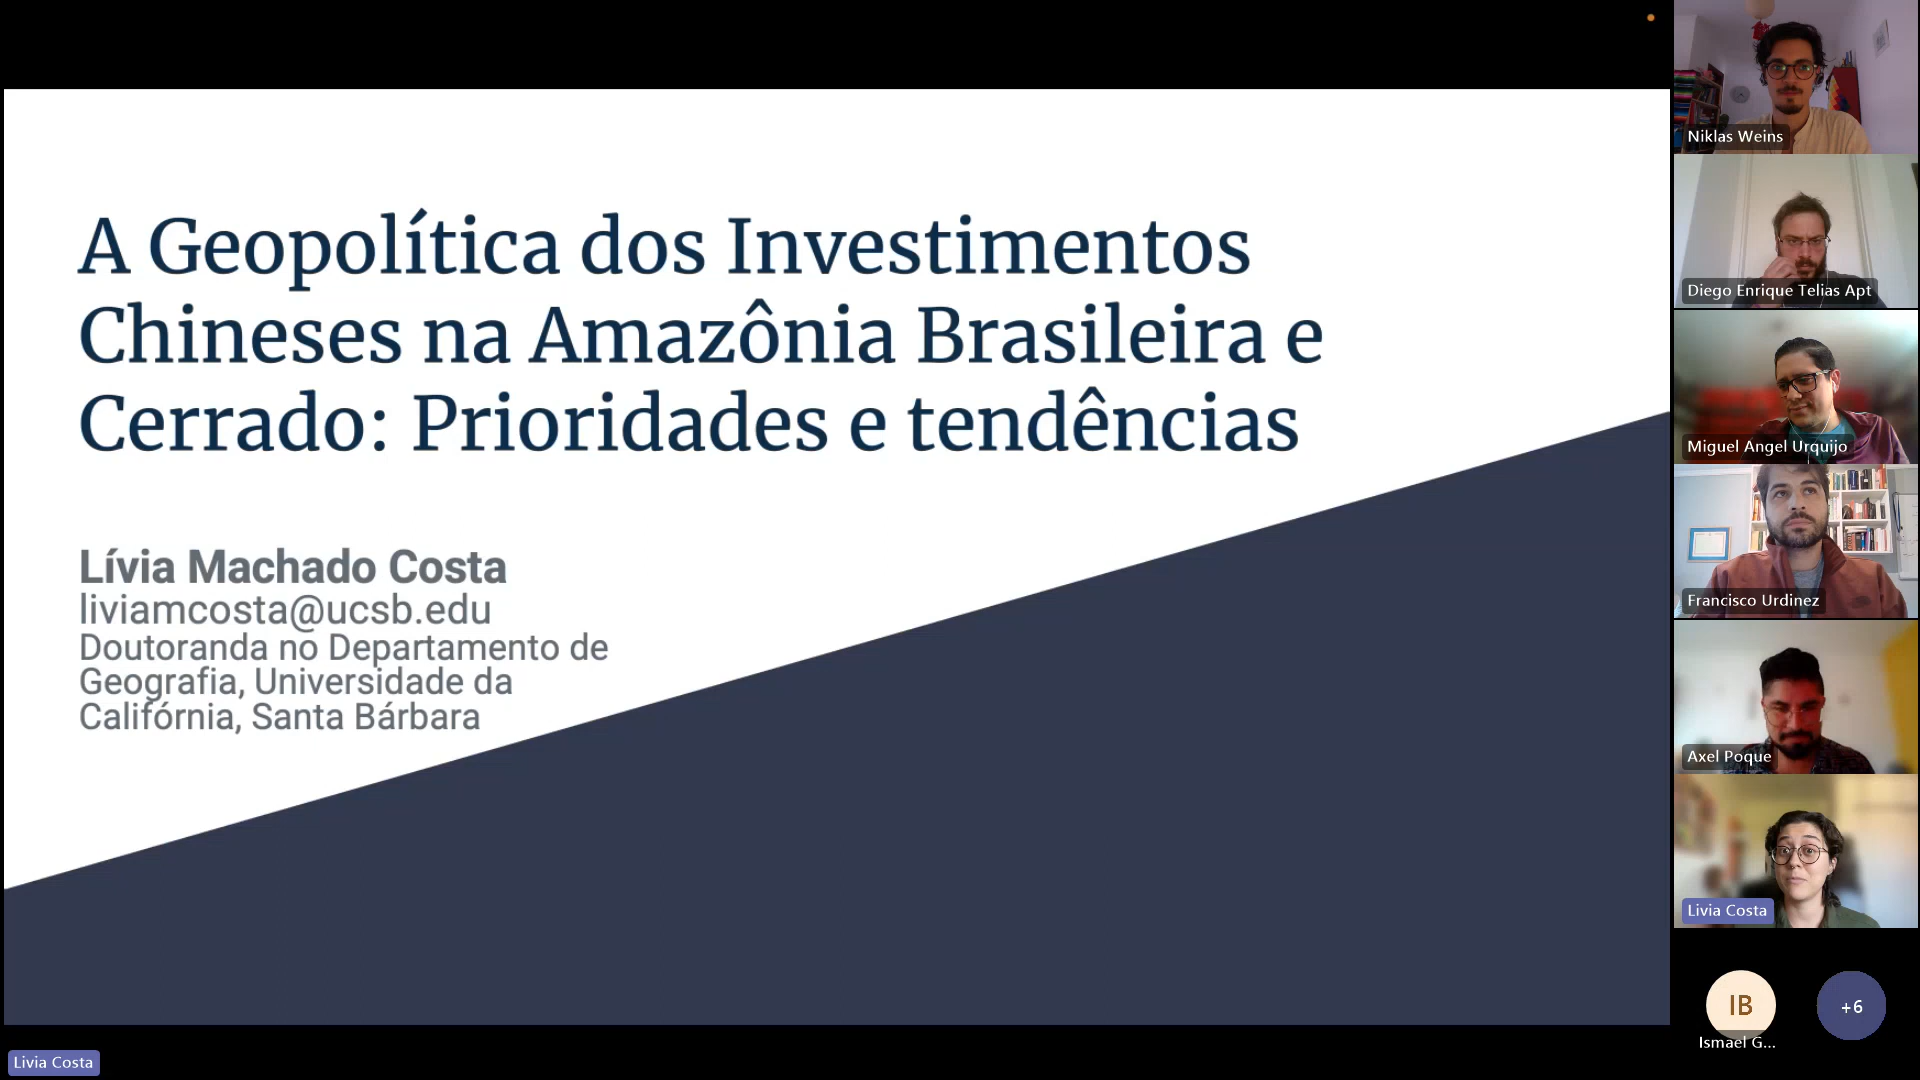 A Geopolítica dos Investimentos
Chineses na Amazônia Brasileira e
Cerrado: Prioridades e tendências
Lívia Machado Costa
liviamcosta@ucsb.edu
Doutoranda no Departamento de
Geografia, Universidade da
Califórnia, Santa Bárbara
Livia Costa
Niklas Weins
Diego Enrique Telias Apt
Miguel Angel Urquijo
Francisco Urdinez
Axel Poque
Livia Costa
IB
Ismael G...
+6